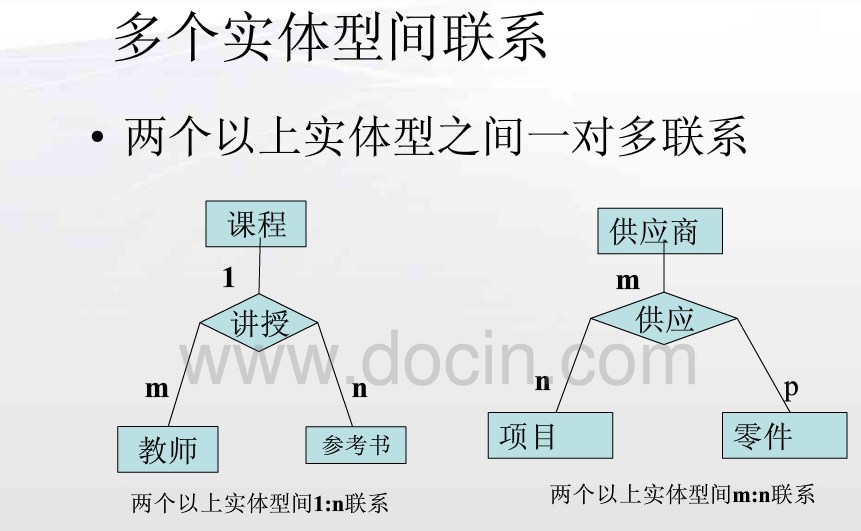 多个实体型间联系
• 两个以上实体型之间一对多联系
课程
1
讲授
m
n
教师
参考书
两个以上实体型间1:n联系
供应商
m
供应
n
p
项目
零件
两个以上实体型间m:n联系
www.docin.com